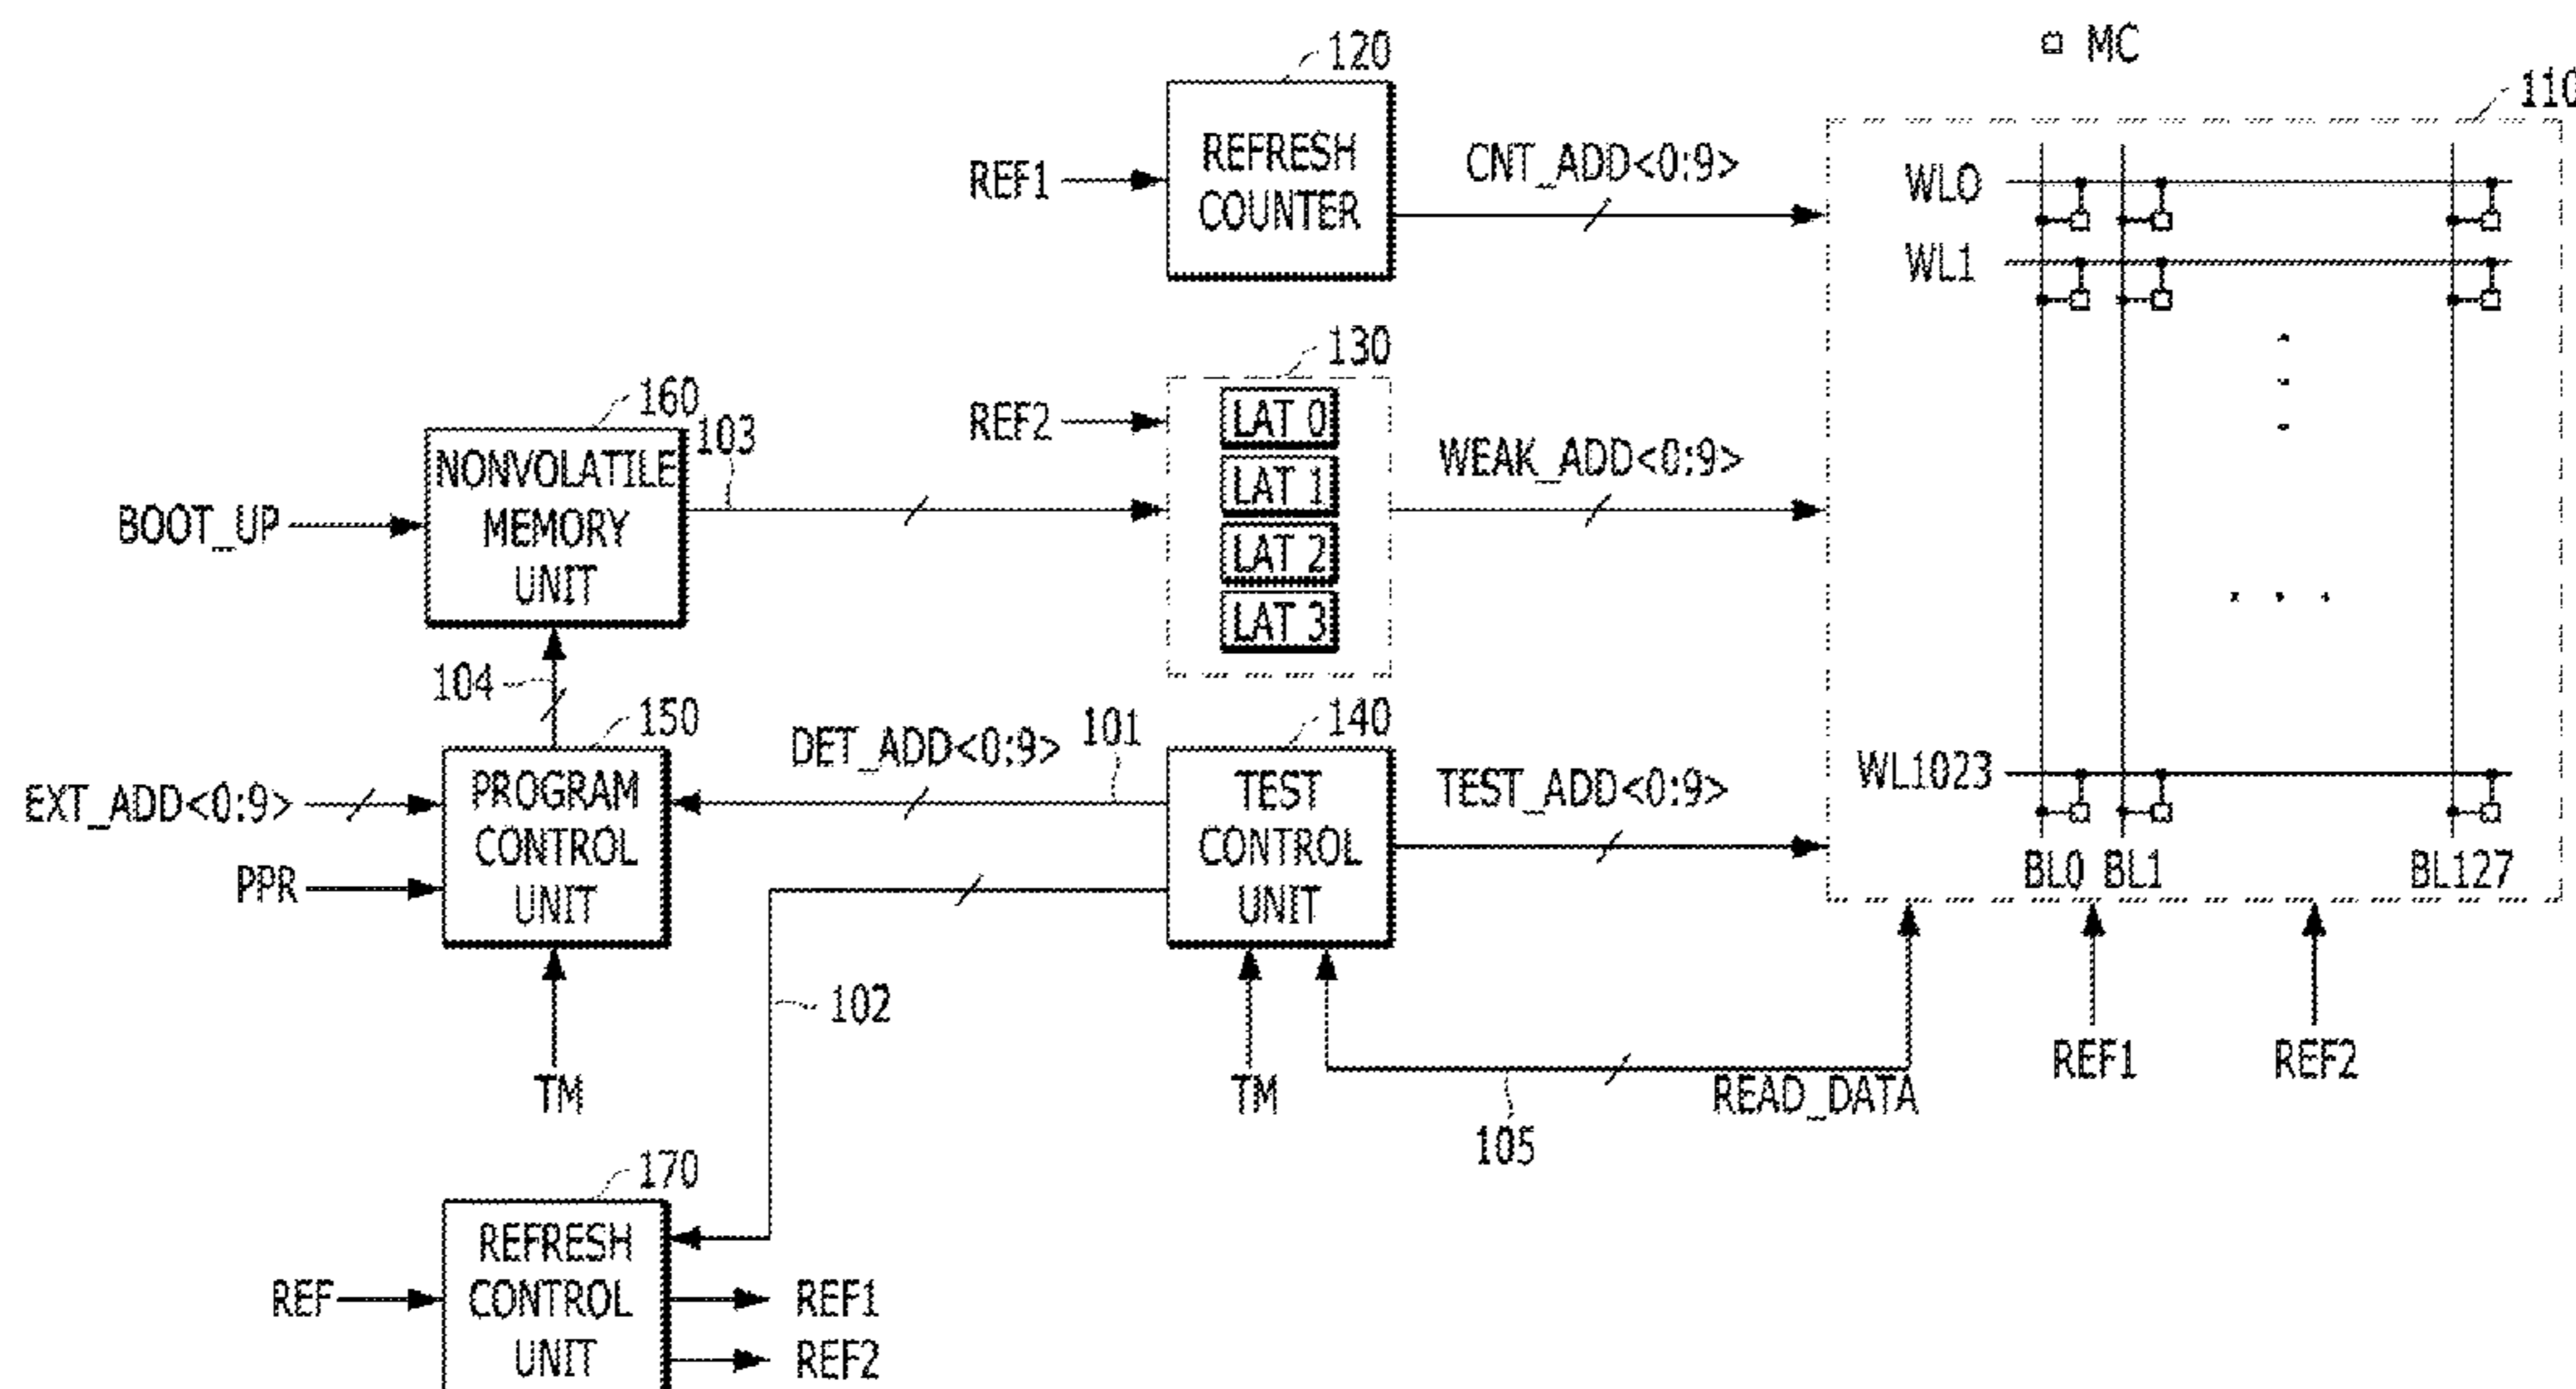 MC
120
110
REFRESH
COUNTER
REF1
CNT_ADD<0:9>
WL0
WL1
130
160
103
REF2
LAT 0
LAT 1
LAT 2
LAT 3
WEAK_ADD<0:9>
NONVOLATILE
MEMORY
UNIT
BOOT_UP
104
150
DET_ADD<0:9>
101
140
WL1023
EXT_ADD<0:9>
PROGRAM
CONTROL
UNIT
TEST
CONTROL
UNIT
TEST_ADD<0:9>
PPR
BL0 BL1 BL127
102
TM
TM
READ_DATA
105
REF1
REF2
170
REFRESH
CONTROL
UNIT
REF
REF1
REF2